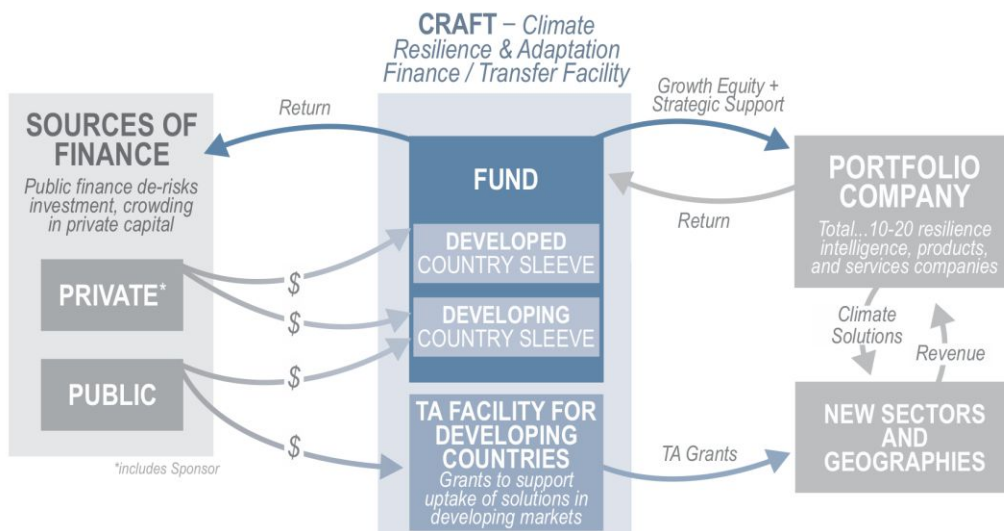 CRAFT – Climate
Resilience & Adaptation
Finance / Transfer Facility
SOURCES OF
FINANCE
Public finance de-risks
investment, crowding
in private capital
PRIVATE*
PUBLIC
*includes Sponsor
Return
$
$
$
$
FUND
DEVELOPED
COUNTRY SLEEVE
DEVELOPING
COUNTRY SLEEVE
TA FACILITY FOR
DEVELOPING
COUNTRIES
Grants to support
uptake of solutions in
developing markets
Growth Equity +
Strategic Support
Return
TA Grants
PORTFOLIO
COMPANY
Total...10-20 resilience
intelligence, products,
and services companies
Climate
Solutions
Revenue
NEW SECTORS
AND
GEOGRAPHIES